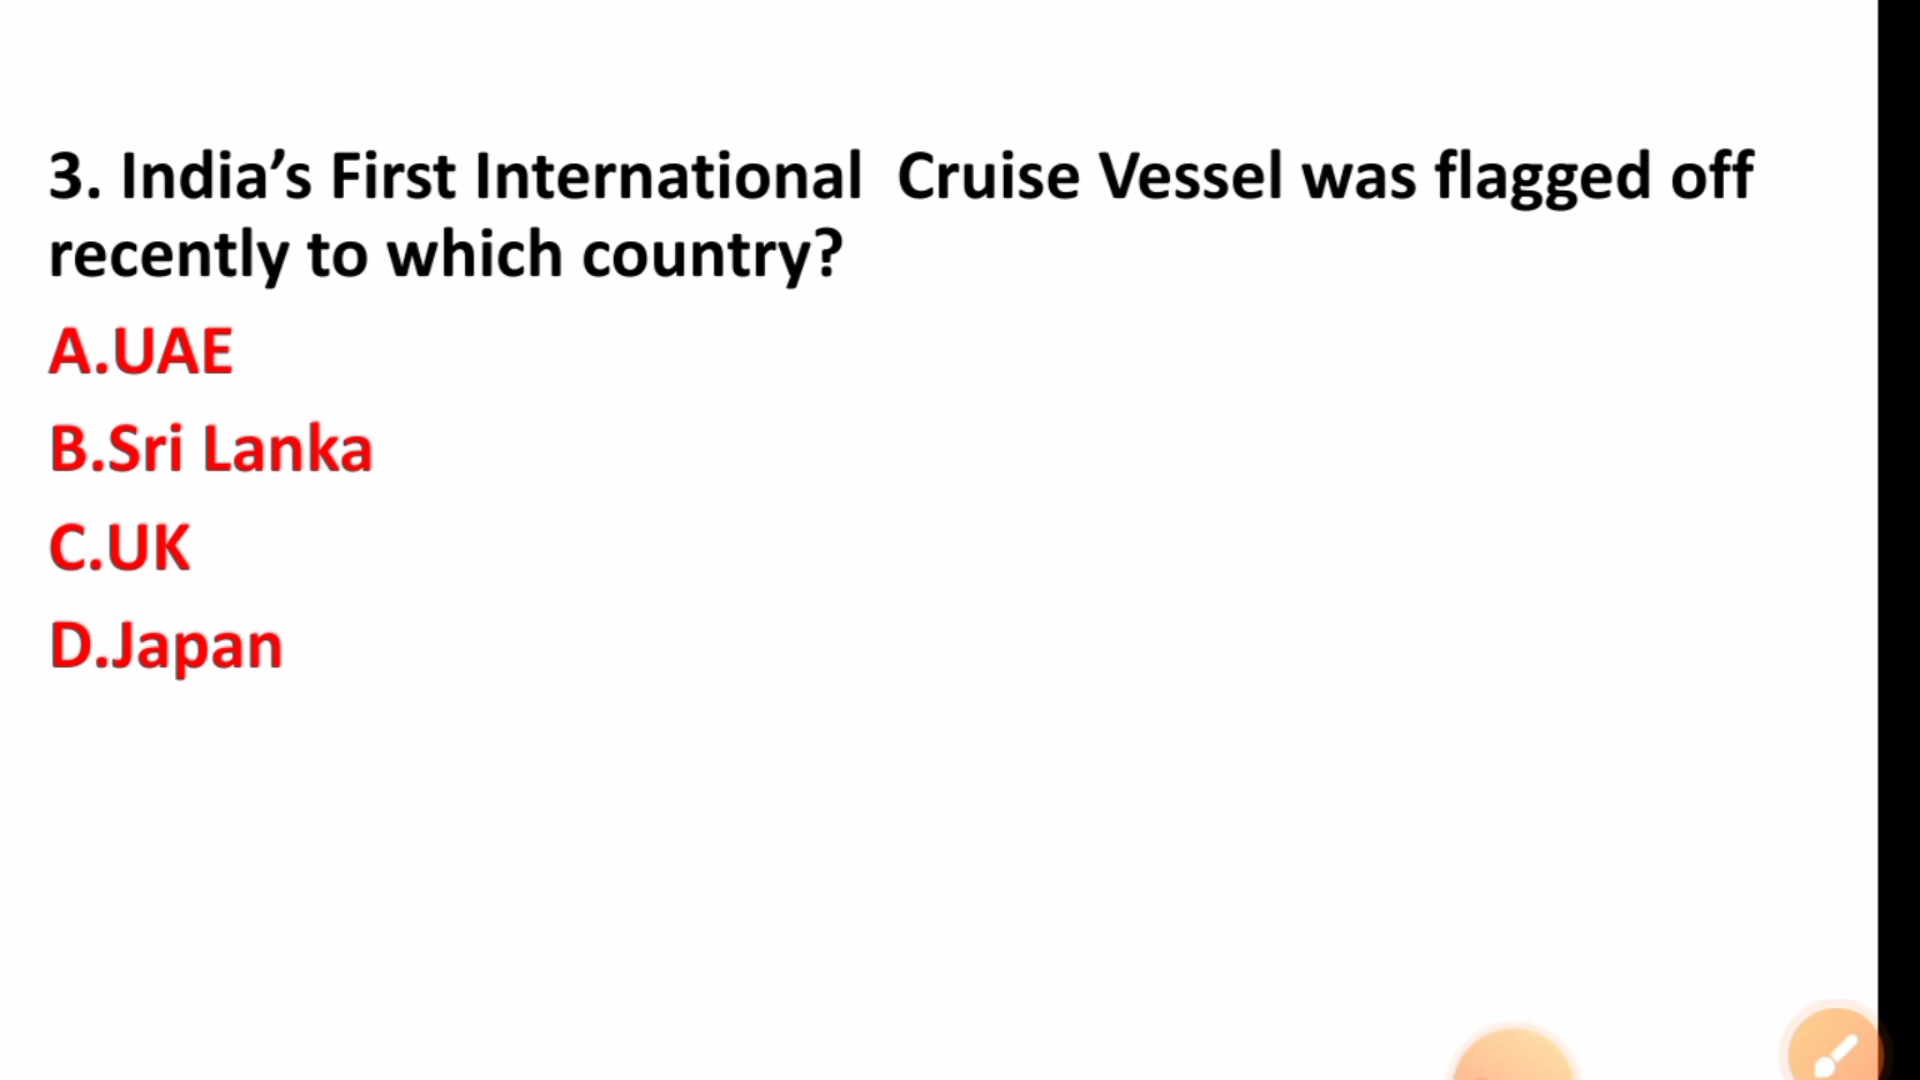 3. India’s First International  Cruise Vessel was flagged off
recently to which country?
A.UAE
B.Sri Lanka
C.UK
D.Japan